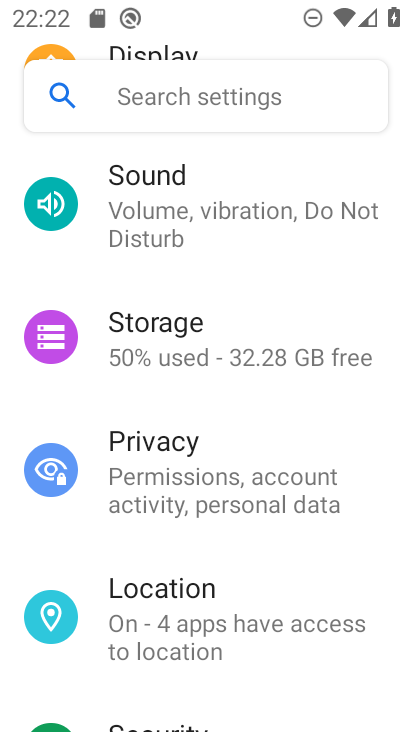 22:22
Display
Search settings
Sound
Volume, vibration, Do Not
Disturb
Storage
50% used - 32.28 GB free
Privacy
Permissions, account
activity, personal data
Location
On - 4 apps have access
to location
Security